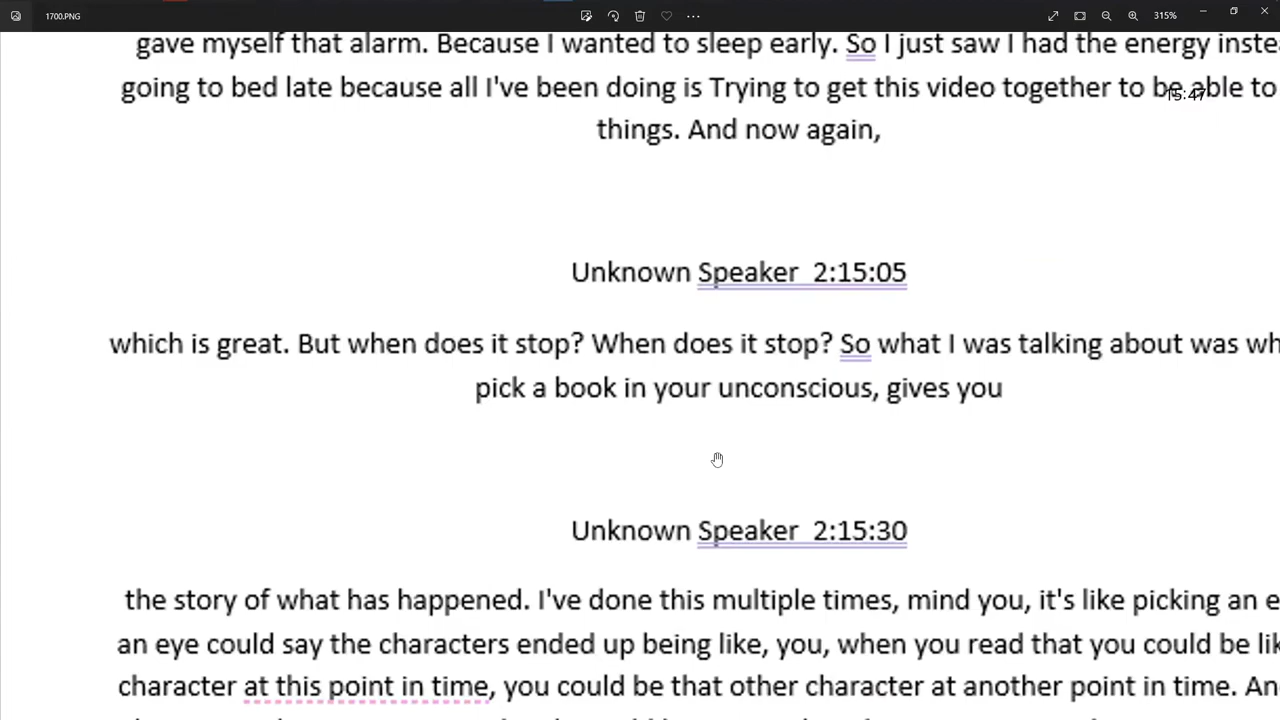 1700.PNG
315%
gave myself that alarm. Because I wanted to sleep early. So I just saw I had the energy
going to bed late because all I've been doing is Trying to get this video together to be able to
15:47
things. And now again,
Unknown Speaker 2:15:05
which is great. But when does it stop? When does it stop? So what I was talking about was
pick a book in your unconscious, gives you
Unknown Speaker 2:15:30
the story of what has happened. I've done this multiple times, mind you, it's like picking an
an eye could say the characters ended up being like, you, when you read that you could be
character at this point in time, you could be that other character at another point in time.